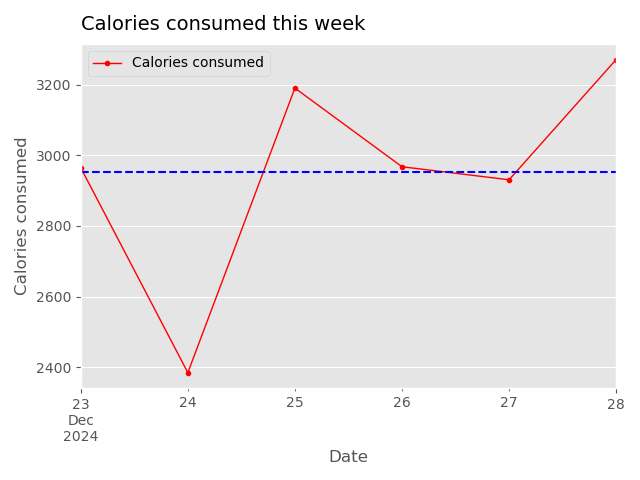 Calories consumed this week
Calories consumed
Calories consumed
3200
3000
2800
2600
2400
23 24 25 26 27 28
Dec
2024
Date